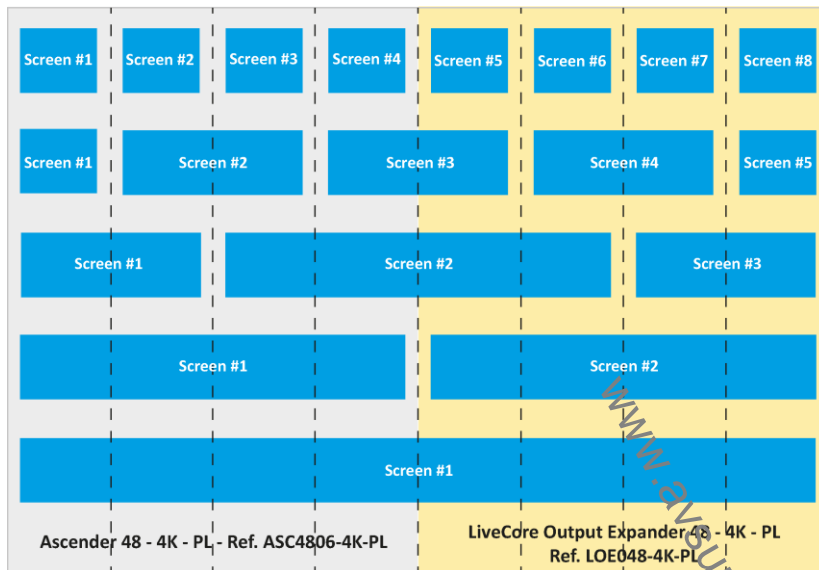 Screen #1 Screen #2 Screen #3 Screen #4 Screen #5 Screen #6 Screen #7 Screen #8
Screen #1 Screen #2 Screen #3 Screen #4 Screen #5
Screen #1 Screen #2 Screen #3
Screen #1 Screen #2
Screen #1
Ascender 48 - 4K - PL - Ref. ASC4806-4K-PL
LiveCore Output Expander 48 - 4K - PL
Ref. LOE048-4K-PL